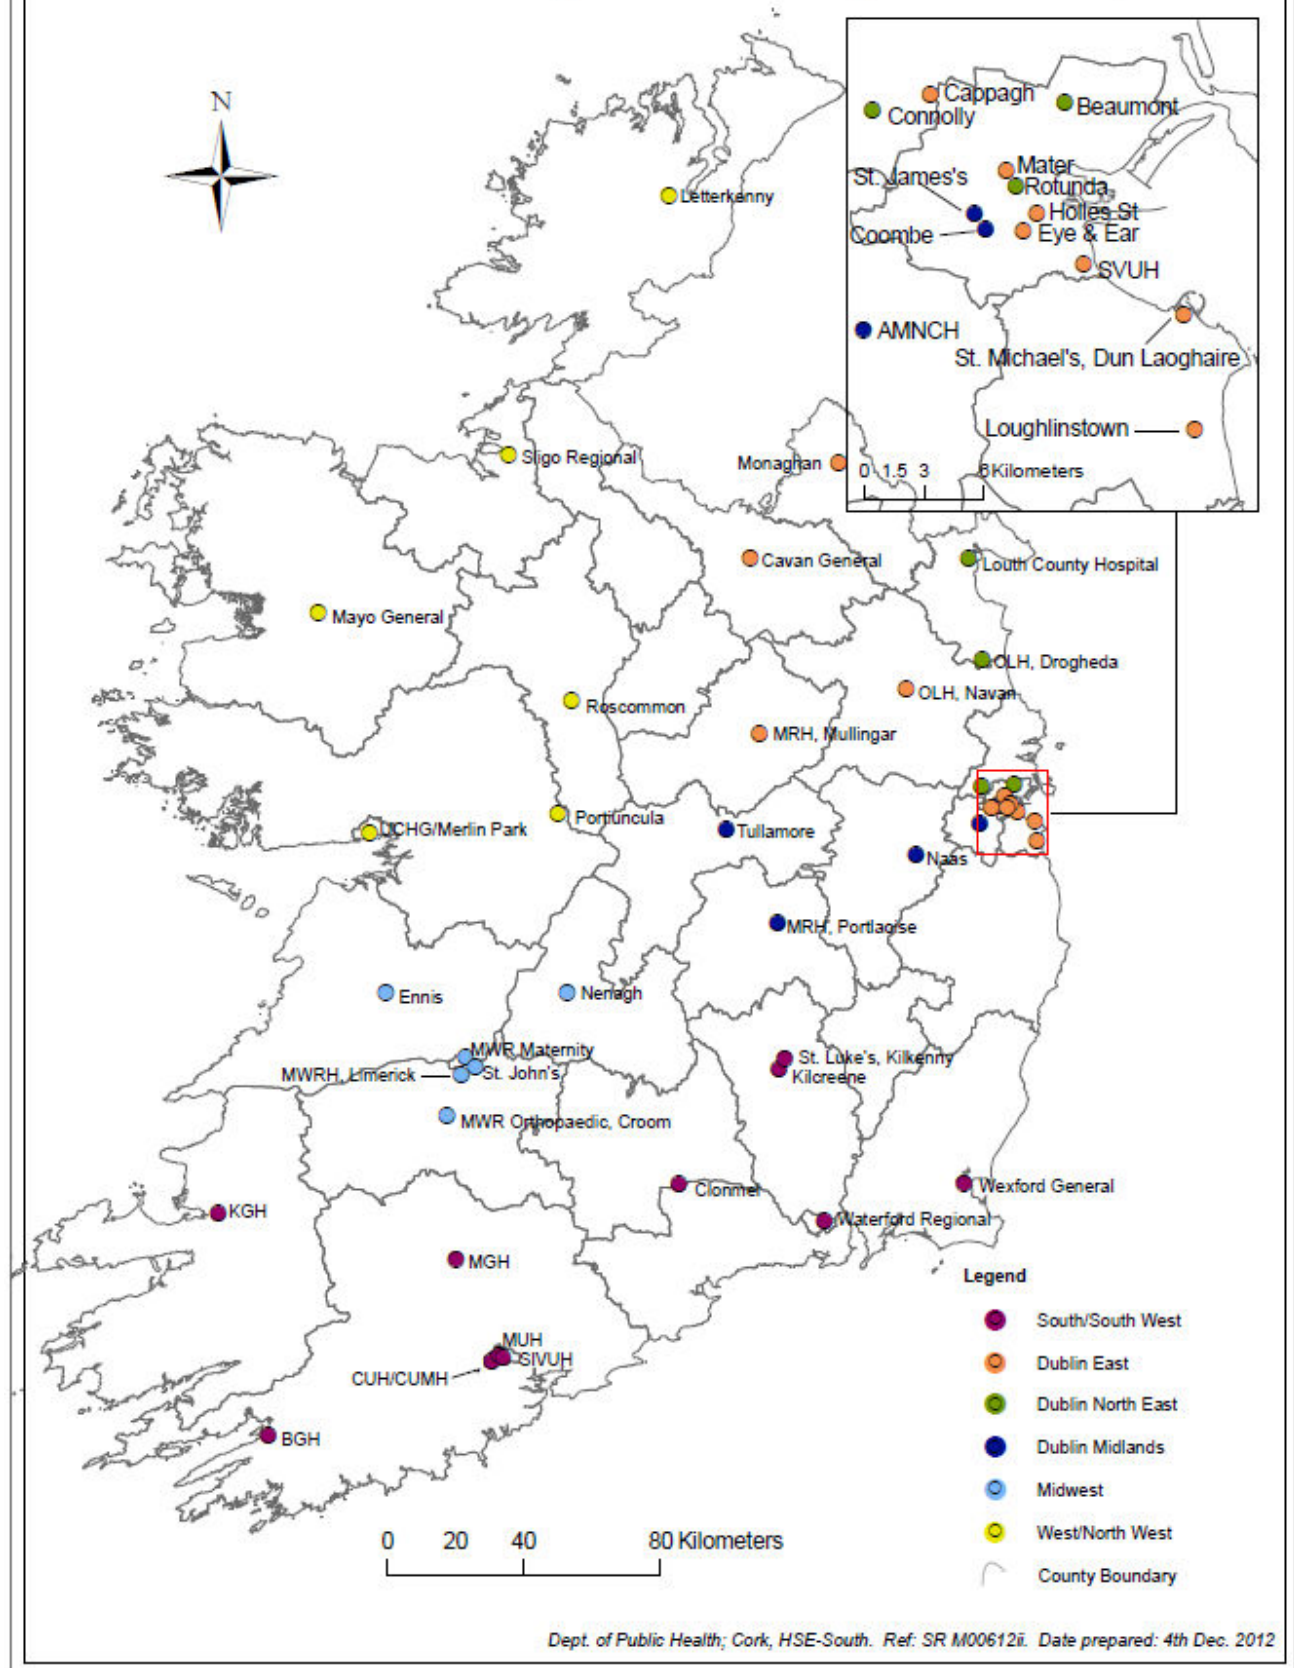 N
Cappagh
Connolly
Beaumont
Mater
St. James's
Rotunda
Holles St
Coombe
Eye & Ear
SVUH
AMNCH
St. Michael's, Dun Laoghaire
Loughlinstown
0 1.5 3 6 Kilometers
Letterkenny
Sligo Regional
Monaghan
Cavan General
Louth County Hospital
Mayo General
OLH, Drogheda
OLH, Navan
Roscommon
MRH, Mullingar
Portiuncula
UCHG/Merlin Park
Tullamore
Naas
MRH, Portlaoise
Ennis
Nenagh
MWR Maternity
St. John's
MWRH, Limerick
St. Luke's, Kilkenny
Kilcreene
MWR Orthopaedic, Croom
Clonmel
Wexford General
KGH
Waterford Regional
MGH
MUH
SIVUH
CUH/CUMH
BGH
Legend
South/South West
Dublin East
Dublin North East
Dublin Midlands
Midwest
West/North West
County Boundary
0 20 40 80 Kilometers
Dept. of Public Health; Cork, HSE-South. Ref: SR M00612ii. Date prepared: 4th Dec. 2012